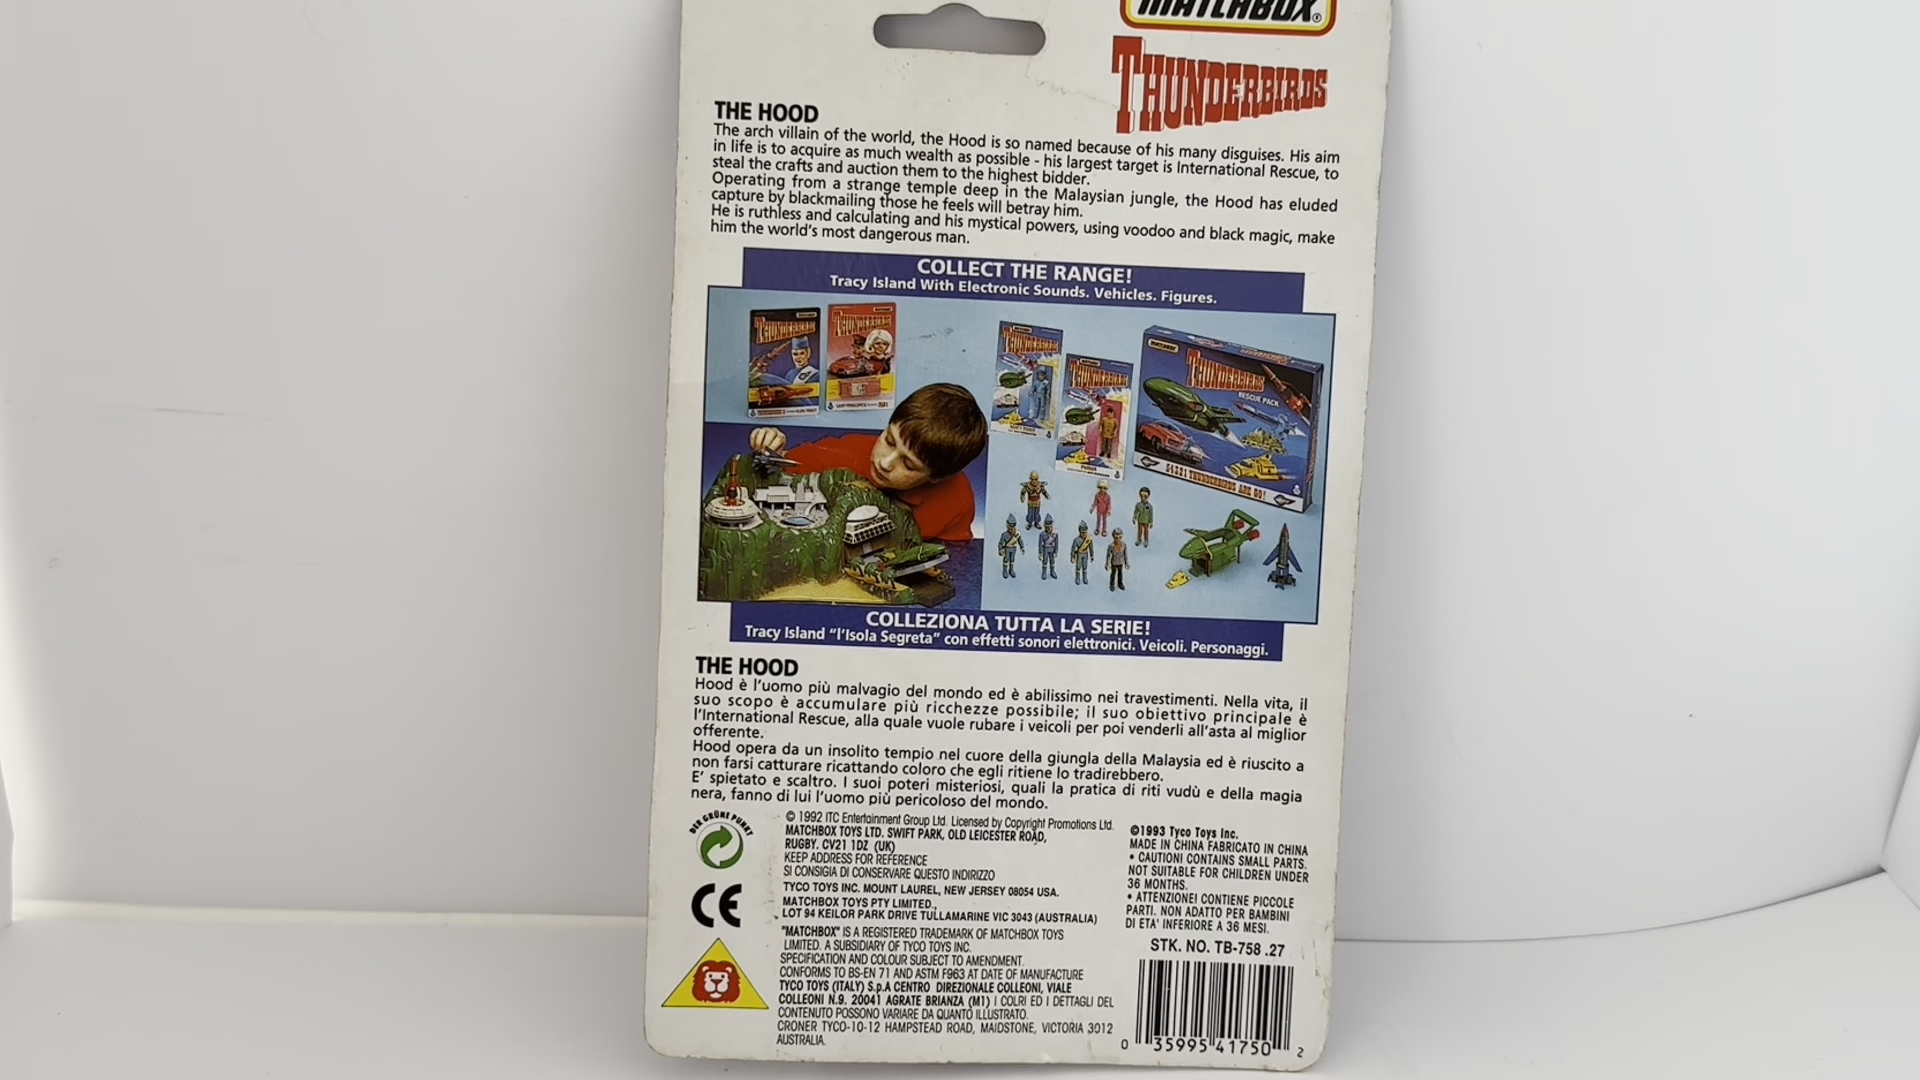 MATCHBOX®
THUNDERBIRDS
THE HOOD
The arch villain of the world, the Hood is so named because of his many disguises. His aim
in life is to acquire as much wealth as possible - his largest target is International Rescue, to
steal the crafts and auction them to the highest bidder.
Operating from a strange temple deep in the Malaysian jungle, the Hood has eluded
capture by blackmailing those he feels will betray him.
He is ruthless and calculating and his mystical powers, using voodoo and black magic, make
him the world's most dangerous man.
COLLECT THE RANGE!
Tracy Island With Electronic Sounds. Vehicles. Figures.
THUNDERBIRDS
THUNDERBIRDS
THUNDERBIRDS
THUNDERBIRDS
PARKER
MATCHBOX
THUNDERBIRDS
RESCUE PACK
54321 THUNDERBIRDS ARE GO!
COLLEZIONA TUTTA LA SERIE!
Tracy Island "l'Isola Segreta" con effetti sonori elettronici. Veicoli. Personaggi.
THE HOOD
Hood è l'uomo più malvagio del mondo ed è abilissimo nei travestimenti. Nella vita, il
suo scopo è accumulare più ricchezze possibile; il suo obiettivo principale è
l'International Rescue, alla quale vuole rubare i veicoli per poi venderli all'asta al miglior
offerente.
Hood opera da un insolito tempio nel cuore della giungla della Malaysia ed è riuscito a
non farsi catturare ricattando coloro che egli ritiene lo tradirebbero.
E' spietato e scaltro. I suoi poteri misteriosi, quali la pratica di riti vudù e della magia
nera, fanno di lui l'uomo più pericoloso del mondo.
DER GRÜNE PUNKT
CE
© 1992 ITC Entertainment Group Ltd. Licensed by Copyright Promotions Ltd.
MATCHBOX TOYS LTD. SWIFT PARK, OLD LEICESTER ROAD,
RUGBY. CV21 1DZ (UK)
KEEP ADDRESS FOR REFERENCE
SI CONSIGIA DI CONSERVARE QUESTO INDIRIZZO
TYCO TOYS INC. MOUNT LAUREL, NEW JERSEY 08054 USA.
MATCHBOX TOYS PTY LIMITED.,
LOT 94 KEILOR PARK DRIVE TULLAMARINE VIC 3043 (AUSTRALIA)
"MATCHBOX" IS A REGISTERED TRADEMARK OF MATCHBOX TOYS
LIMITED. A SUBSIDIARY OF TYCO TOYS INC.
SPECIFICATION AND COLOUR SUBJECT TO AMENDMENT.
CONFORMS TO BS-EN 71 AND ASTM F963 AT DATE OF MANUFACTURE
TYCO TOYS (ITALY) S.p.A CENTRO DIREZIONALE COLLEONI, VIALE
COLLEONI N.9. 20041 AGRATE BRIANZA (M1) I COLRI ED I DETTAGLI DEL
CONTENUTO POSSONO VARIARE DA QUANTO ILLUSTRATO.
CRONER TYCO-10-12 HAMPSTEAD ROAD, MAIDSTONE, VICTORIA 3012
AUSTRALIA.
©1993 Tyco Toys Inc.
MADE IN CHINA FABRICATO IN CHINA
• CAUTION! CONTAINS SMALL PARTS.
NOT SUITABLE FOR CHILDREN UNDER
36 MONTHS.
• ATTENZIONE! CONTIENE PICCOLE
PARTI. NON ADATTO PER BAMBINI
DI ETA' INFERIORE A 36 MESI.
STK. NO. TB-758 .27
0 35995 41750 2